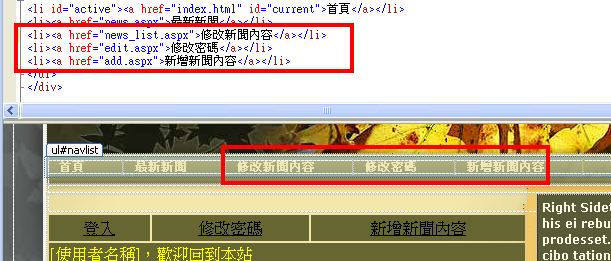 <li id="active"><a href="index.html" id="current">首頁</a></li>
<li><a href="news.aspx">最新新聞</a></li>
<li><a href="news_list.aspx">修改新聞內容</a></li>
<li><a href="edit.aspx">修改密碼</a></li>
<li><a href="add.aspx">新增新聞內容</a></li>
</ul>
</div>
ul#navlist
首頁 | 最新新聞 | 修改新聞內容 | 修改密碼 | 新增新聞內容 |
登入 修改密碼 新增新聞內容
[使用者名稱]，歡迎回到本站
Right Side
his ei rebu
prodesset.
cibo tation